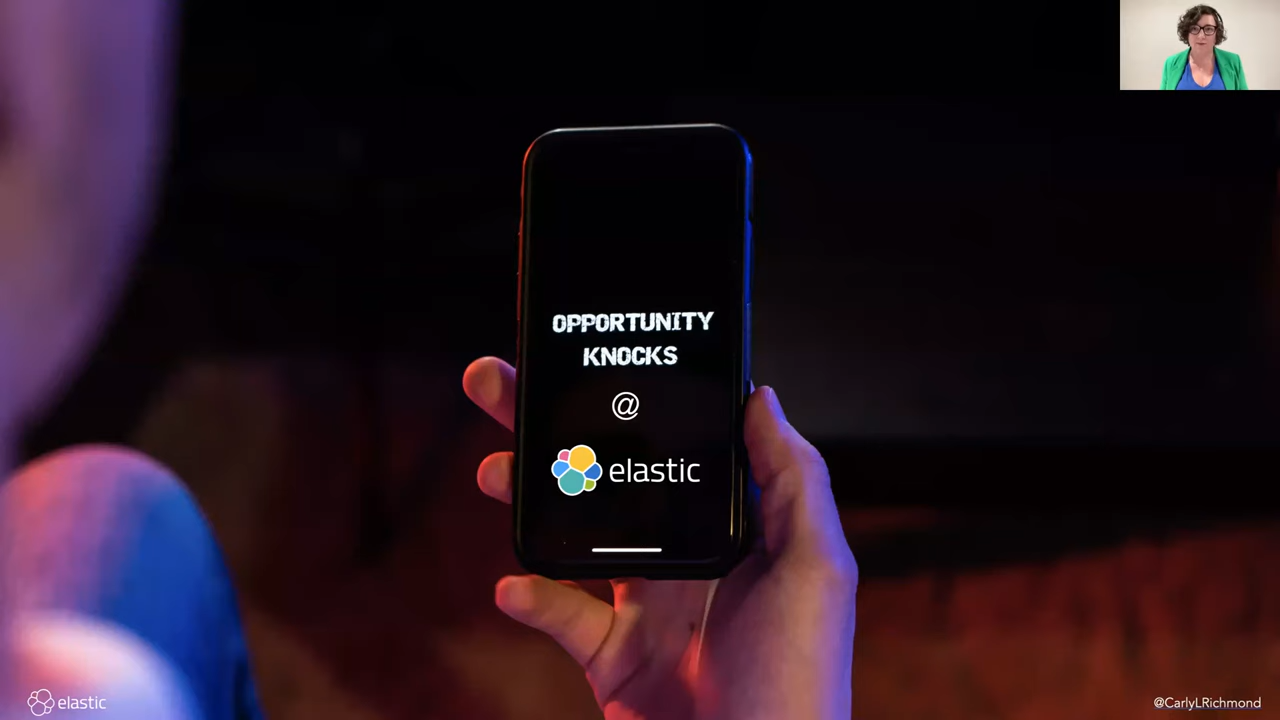 OPPORTUNITY
KNOCKS
@
elastic
elastic
@CarlyLRichmond